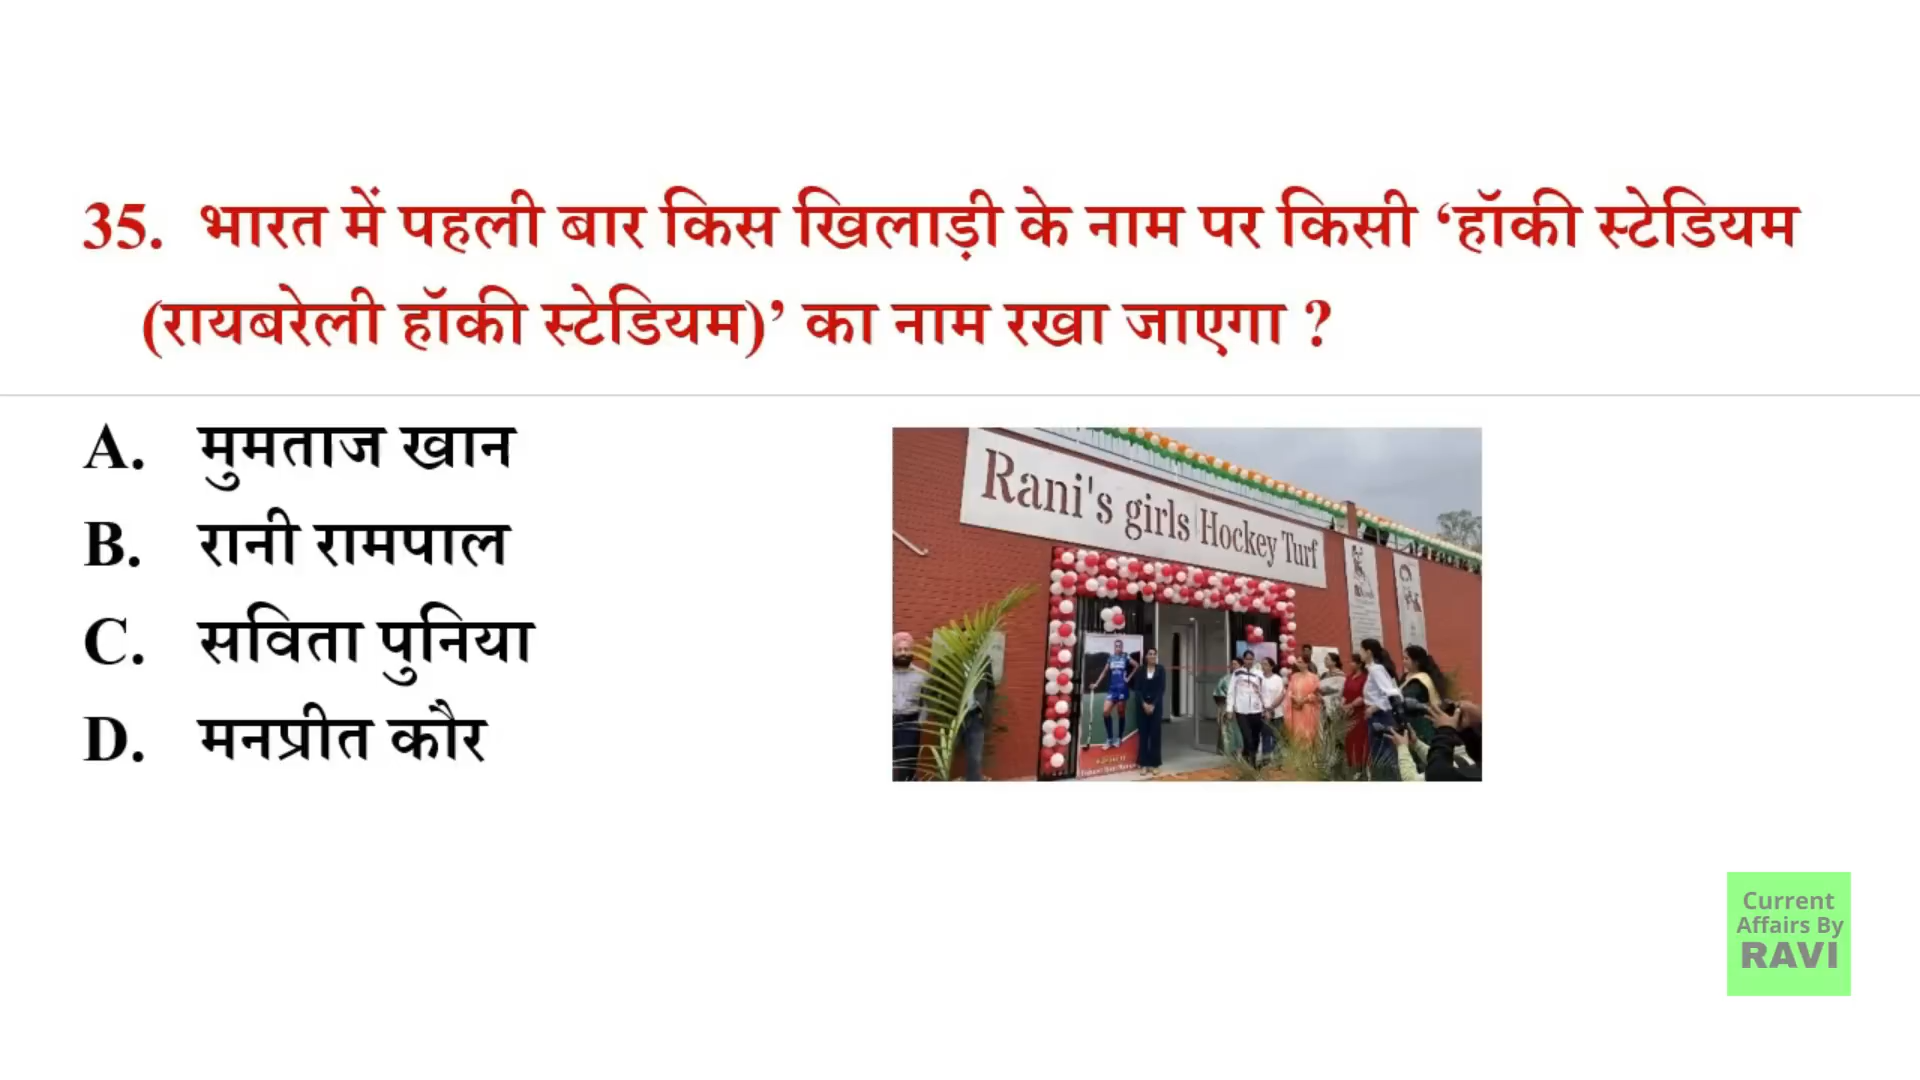 35. भारत में पहली बार किस खिलाड़ी के नाम पर किसी ‘हॉकी स्टेडियम
(रायबरेली हॉकी स्टेडियम)’ का नाम रखा जाएगा ?
A. मुमताज खान
B. रानी रामपाल
C. सविता पुनिया
D. मनप्रीत कौर
Rani's girls Hockey Turf
Current
Affairs By
RAVI